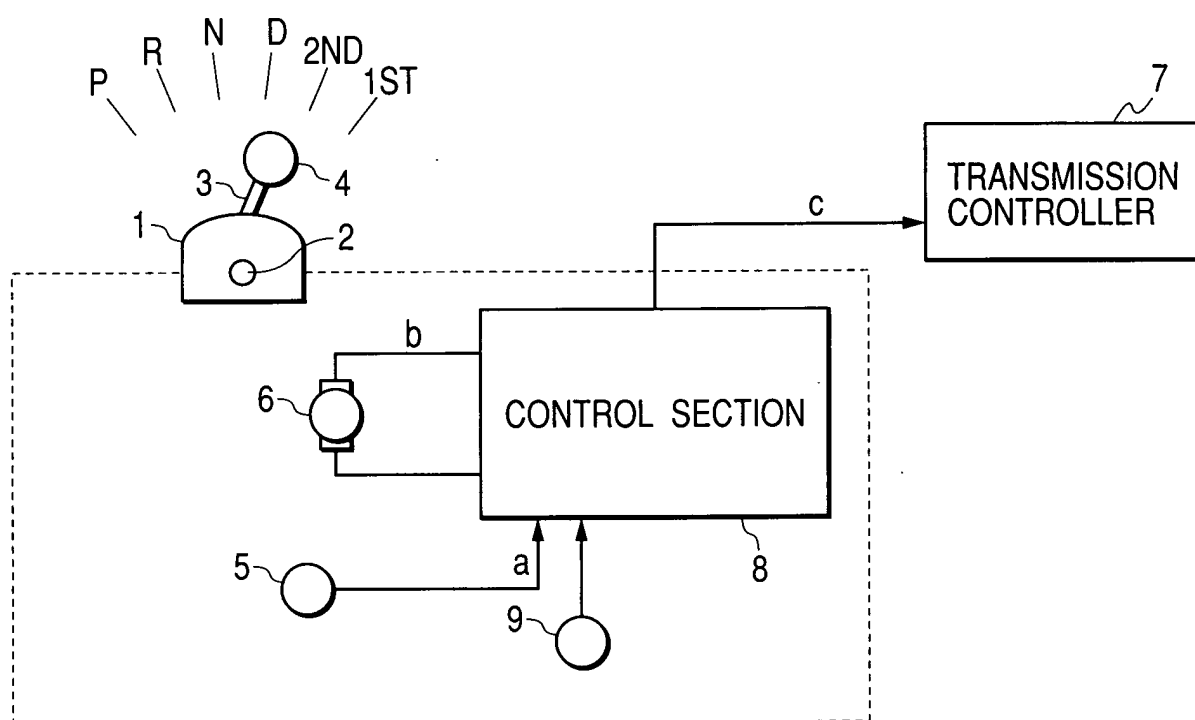 P R N D 2ND 1ST
7
3 4
TRANSMISSION
CONTROLLER
1 2
c
b
6
CONTROL SECTION
5 a 8
9